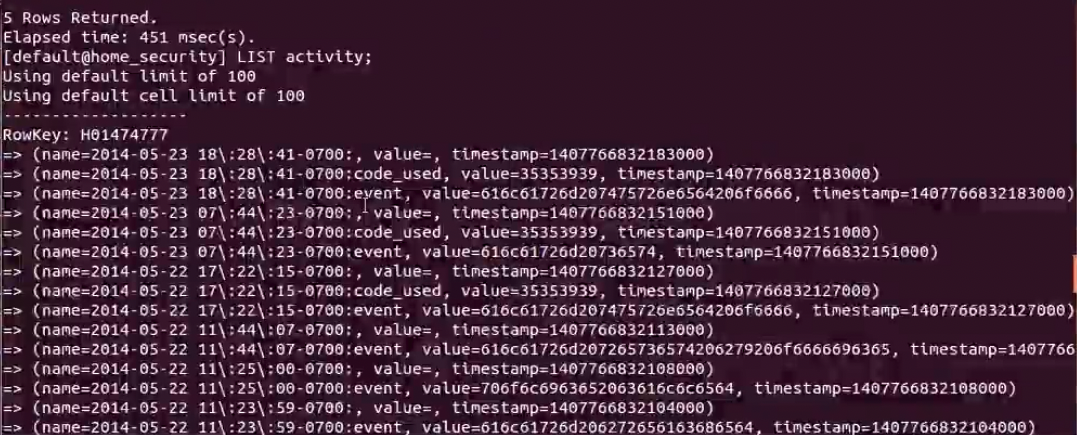 5 Rows Returned.
Elapsed time: 451 msec(s).
[default@home_security] LIST activity;
Using default limit of 100
Using default cell limit of 100
-------------------
RowKey: H01474777
=> (name=2014-05-23 18\:28\:41-0700:, value=, timestamp=1407766832183000)
=> (name=2014-05-23 18\:28\:41-0700:code_used, value=35353939, timestamp=1407766832183000)
=> (name=2014-05-23 18\:28\:41-0700:event, value=616c61726d207475726e6564206f6666, timestamp=1407766832183000)
=> (name=2014-05-23 07\:44\:23-0700:, value=, timestamp=1407766832151000)
=> (name=2014-05-23 07\:44\:23-0700:code_used, value=35353939, timestamp=1407766832151000)
=> (name=2014-05-23 07\:44\:23-0700:event, value=616c61726d20736574, timestamp=1407766832151000)
=> (name=2014-05-22 17\:22\:15-0700:, value=, timestamp=1407766832127000)
=> (name=2014-05-22 17\:22\:15-0700:code_used, value=35353939, timestamp=1407766832127000)
=> (name=2014-05-22 17\:22\:15-0700:event, value=616c61726d207475726e6564206f6666, timestamp=1407766832127000)
=> (name=2014-05-22 11\:44\:07-0700:, value=, timestamp=1407766832113000)
=> (name=2014-05-22 11\:44\:07-0700:event, value=616c61726d207265736574206279206f6666696365, timestamp=1407766
=> (name=2014-05-22 11\:25\:00-0700:, value=, timestamp=1407766832108000)
=> (name=2014-05-22 11\:25\:00-0700:event, value=706f6c6963652063616c6c6564, timestamp=1407766832108000)
=> (name=2014-05-22 11\:23\:59-0700:, value=, timestamp=1407766832104000)
=> (name=2014-05-22 11\:23\:59-0700:event, value=616c61726d206272656163686564, timestamp=1407766832104000)